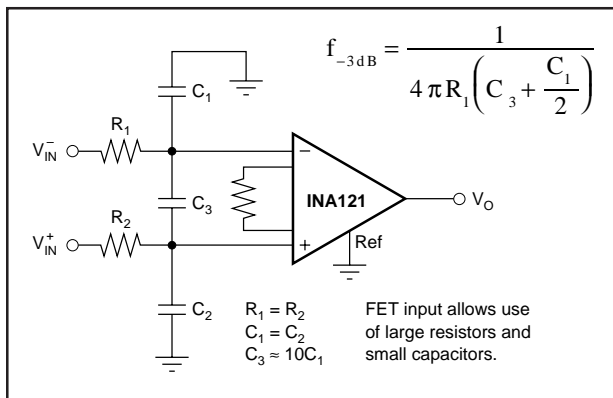 f₋₃dB = 1 / (4πR₁(C₃ + C₁/2))
C₁
R₁
V⁻IN
C₃
INA121
−
+
VO
R₂
V⁺IN
Ref
C₂
R₁ = R₂
C₁ = C₂
C₃ ≈ 10C₁
FET input allows use
of large resistors and
small capacitors.